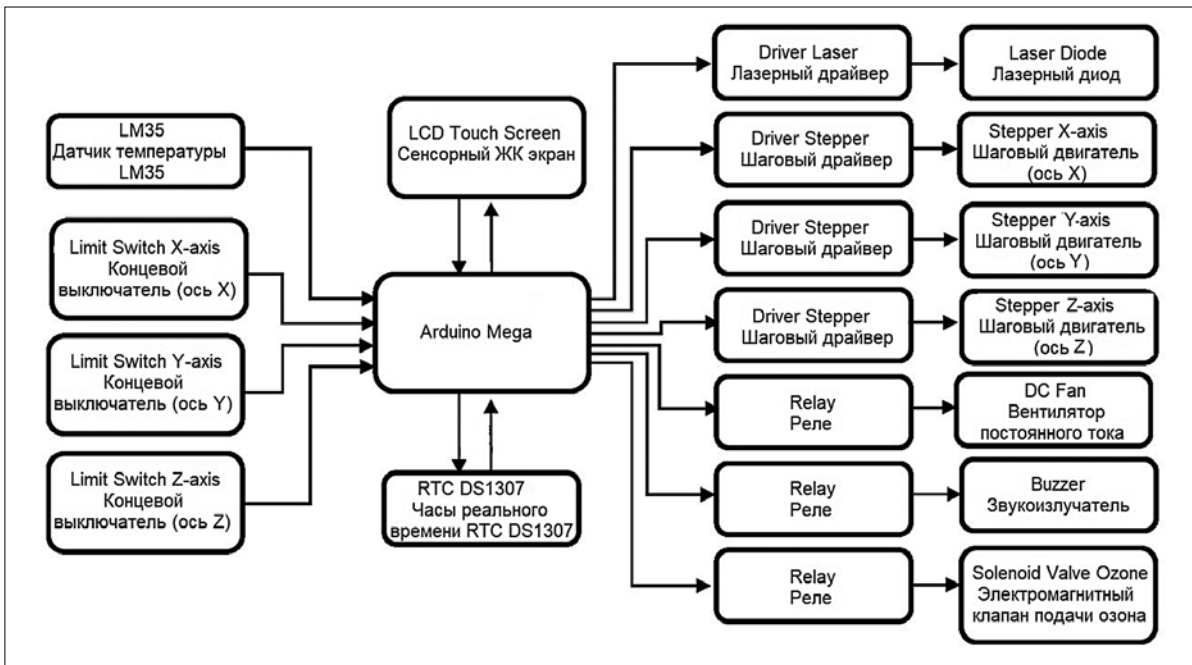 LM35
Датчик температуры
LM35
Limit Switch X-axis
Концевой
выключатель (ось X)
Limit Switch Y-axis
Концевой
выключатель (ось Y)
Limit Switch Z-axis
Концевой
выключатель (ось Z)
LCD Touch Screen
Сенсорный ЖК экран
Arduino Mega
RTC DS1307
Часы реального
времени RTC DS1307
Driver Laser
Лазерный драйвер
Laser Diode
Лазерный диод
Driver Stepper
Шаговый драйвер
Stepper X-axis
Шаговый двигатель
(ось X)
Driver Stepper
Шаговый драйвер
Stepper Y-axis
Шаговый двигатель
(ось Y)
Driver Stepper
Шаговый драйвер
Stepper Z-axis
Шаговый двигатель
(ось Z)
Relay
Реле
DC Fan
Вентилятор
постоянного тока
Relay
Реле
Buzzer
Звукоизлучатель
Relay
Реле
Solenoid Valve Ozone
Электромагнитный
клапан подачи озона